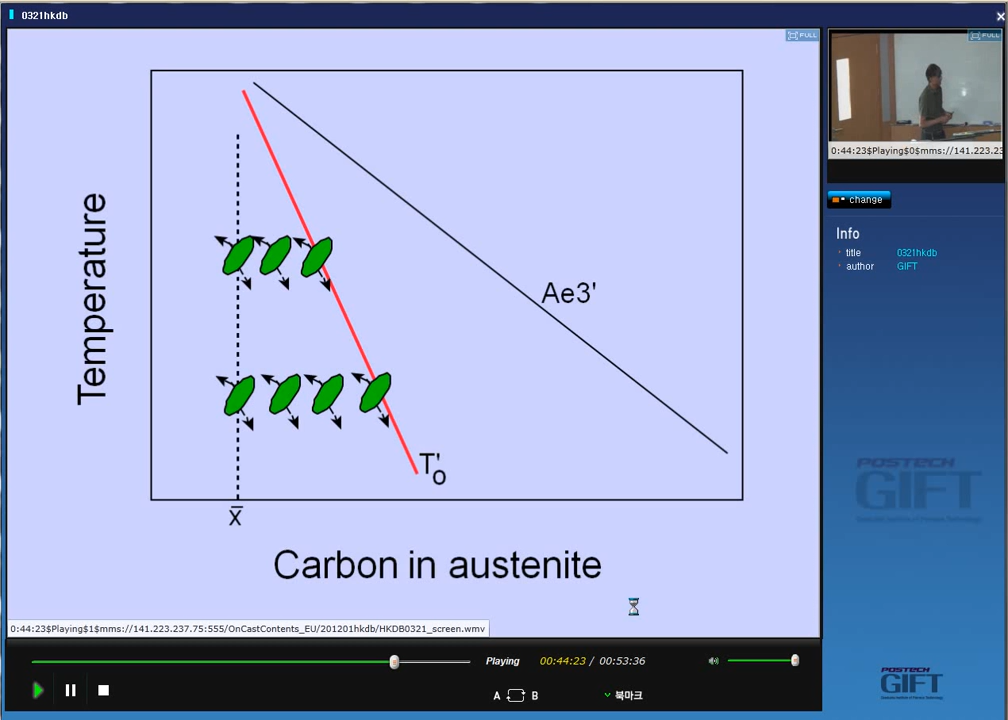 0321hkdb
FULL
FULL
0:44:23$Playing$0$mms://141.223.23
change
Info
title 0321hkdb
author GIFT
Temperature
Ae3'
T'o
x̄
Carbon in austenite
0:44:23$Playing$1$mms://141.223.237.75:555/OnCastContents_EU/201201hkdb/HKDB0321_screen.wmv
Playing 00:44:23 / 00:53:36
A B 북마크
POSTECH
GIFT
POSTECH
GIFT